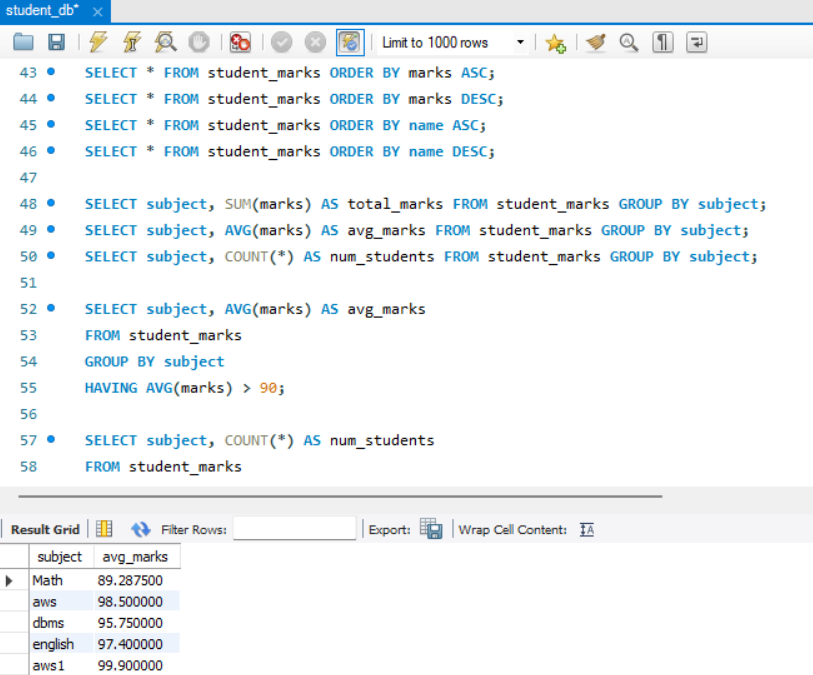 student_db*
Limit to 1000 rows
43 SELECT * FROM student_marks ORDER BY marks ASC;
44 SELECT * FROM student_marks ORDER BY marks DESC;
45 SELECT * FROM student_marks ORDER BY name ASC;
46 SELECT * FROM student_marks ORDER BY name DESC;
47
48 SELECT subject, SUM(marks) AS total_marks FROM student_marks GROUP BY subject;
49 SELECT subject, AVG(marks) AS avg_marks FROM student_marks GROUP BY subject;
50 SELECT subject, COUNT(*) AS num_students FROM student_marks GROUP BY subject;
51
52 SELECT subject, AVG(marks) AS avg_marks
53 FROM student_marks
54 GROUP BY subject
55 HAVING AVG(marks) > 90;
56
57 SELECT subject, COUNT(*) AS num_students
58 FROM student_marks
Result Grid Filter Rows: Export: Wrap Cell Content:
subject avg_marks
Math 89.287500
aws 98.500000
dbms 95.750000
english 97.400000
aws1 99.900000